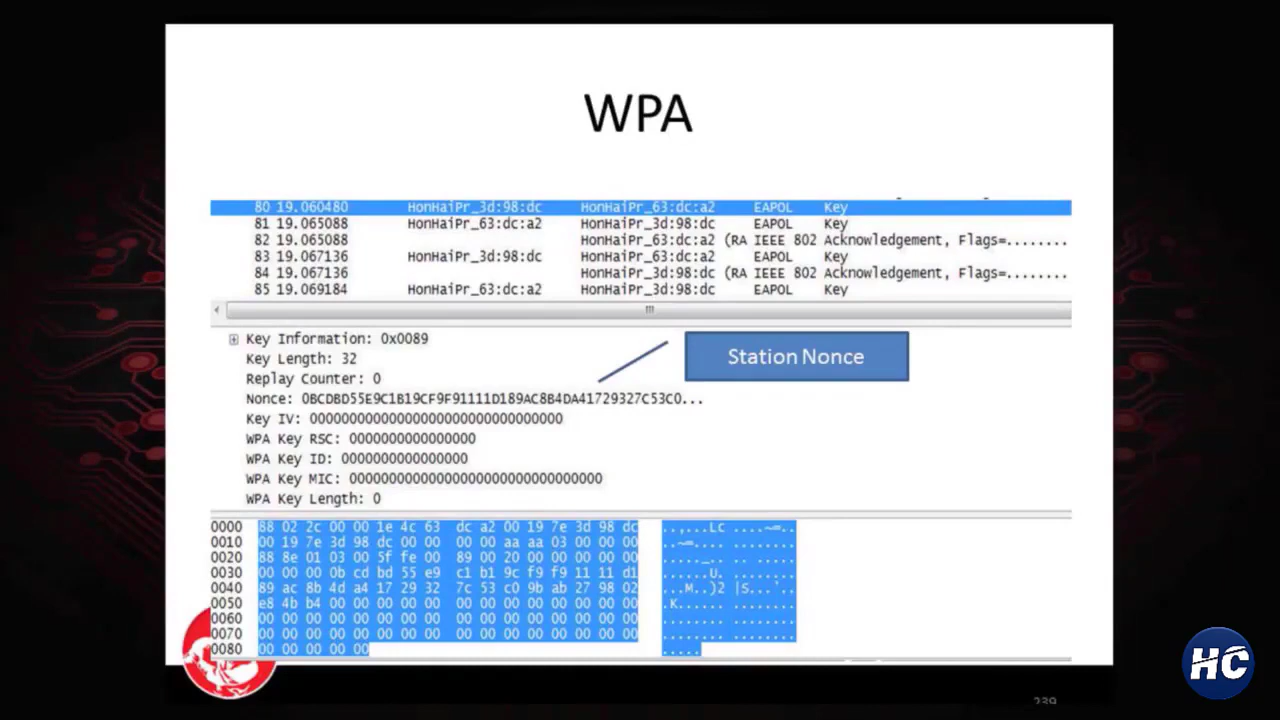 WPA
80 19.060480 HonHaiPr_3d:98:dc HonHaiPr_63:dc:a2 EAPOL Key
81 19.065088 HonHaiPr_63:dc:a2 HonHaiPr_3d:98:dc EAPOL Key
82 19.065088 HonHaiPr_63:dc:a2 (RA IEEE 802 Acknowledgement, Flags=........
83 19.067136 HonHaiPr_3d:98:dc HonHaiPr_63:dc:a2 EAPOL Key
84 19.067136 HonHaiPr_3d:98:dc (RA IEEE 802 Acknowledgement, Flags=........
85 19.069184 HonHaiPr_63:dc:a2 HonHaiPr_3d:98:dc EAPOL Key
Key Information: 0x0089
Station Nonce
Key Length: 32
Replay Counter: 0
Nonce: 0BCDBD55E9C1B19CF9F91111D189AC8B4DA41729327C53C0...
Key IV: 00000000000000000000000000000000
WPA Key RSC: 0000000000000000
WPA Key ID: 0000000000000000
WPA Key MIC: 00000000000000000000000000000000
WPA Key Length: 0
0000 88 02 2c 00 00 1e 4c 63 dc a2 00 19 7e 3d 98 dc ..,...Lc ....~=..
0010 00 19 7e 3d 98 dc 00 00 00 00 aa aa 03 00 00 00 ..~=.... ........
0020 88 8e 01 03 00 5f fe 00 89 00 20 00 00 00 00 00 ....._.. .. .....
0030 00 00 00 0b cd bd 55 e9 c1 b1 9c f9 f9 11 11 d1 ......U. ........
0040 89 ac 8b 4d a4 17 29 32 7c 53 c0 9b ab 27 98 02 ...M..)2 |S...'..
0050 e8 4b b4 00 00 00 00 00 00 00 00 00 00 00 00 00 .K...... ........
0060 00 00 00 00 00 00 00 00 00 00 00 00 00 00 00 00 ........ ........
0070 00 00 00 00 00 00 00 00 00 00 00 00 00 00 00 00 ........ ........
0080 00 00 00 00 00 .....
HC
239